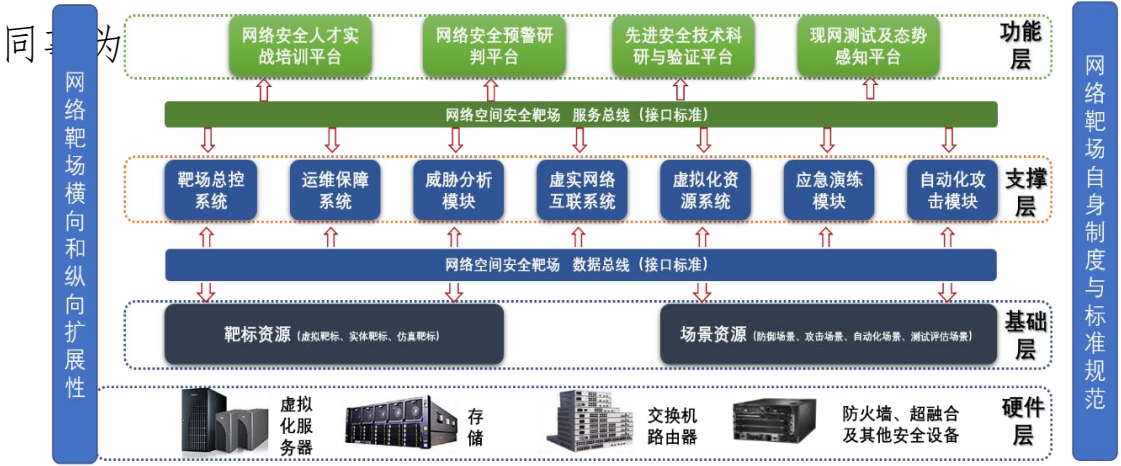 同
为
网络靶场横向和纵向扩展性
网络安全人才实
战培训平台
网络安全预警研
判平台
先进安全技术科
研与验证平台
现网测试及态势
感知平台
功能
层
网络空间安全靶场 服务总线（接口标准）
靶场总控
系统
运维保障
系统
威胁分析
模块
虚实网络
互联系统
虚拟化资
源系统
应急演练
模块
自动化攻
击模块
支撑
层
网络空间安全靶场 数据总线（接口标准）
靶标资源（虚拟靶标、实体靶标、仿真靶标）
场景资源（防御场景、攻击场景、自动化场景、测试评估场景）
基础
层
虚拟
化服
务器
存
储
交换机
路由器
防火墙、超融合
及其他安全设备
硬件
层
网络靶场自身制度与标准规范